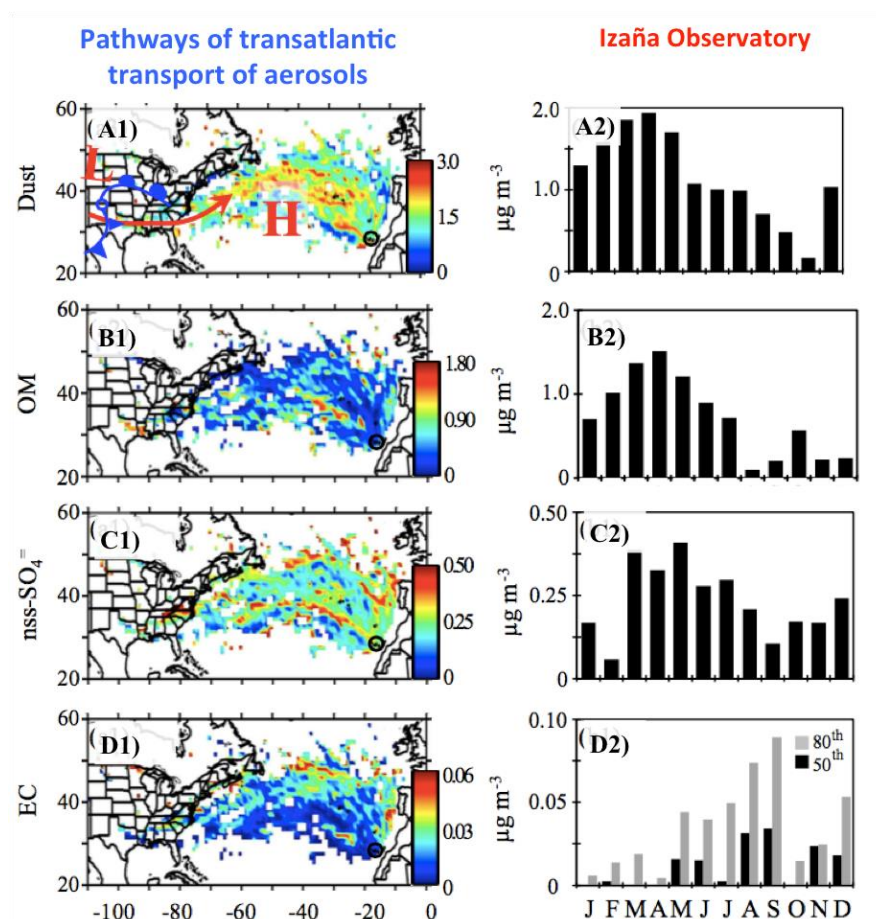 Pathways of transatlantic
transport of aerosols
Izaña Observatory
Dust
60
40
20
(A1)
L
H
3.0
1.5
0
µg m-3
2.0
1.0
0
A2)
OM
60
40
20
B1)
1.80
0.90
0
µg m-3
2.0
1.0
0
B2)
nss-SO4=
60
40
20
C1)
0.50
0.25
0
µg m-3
0.50
0.25
0
C2)
EC
60
40
20
D1)
0.06
0.03
0
µg m-3
0.10
0.05
0
D2)
80th
50th
-100 -80 -60 -40 -20 0
J F M A M J J A S O N D